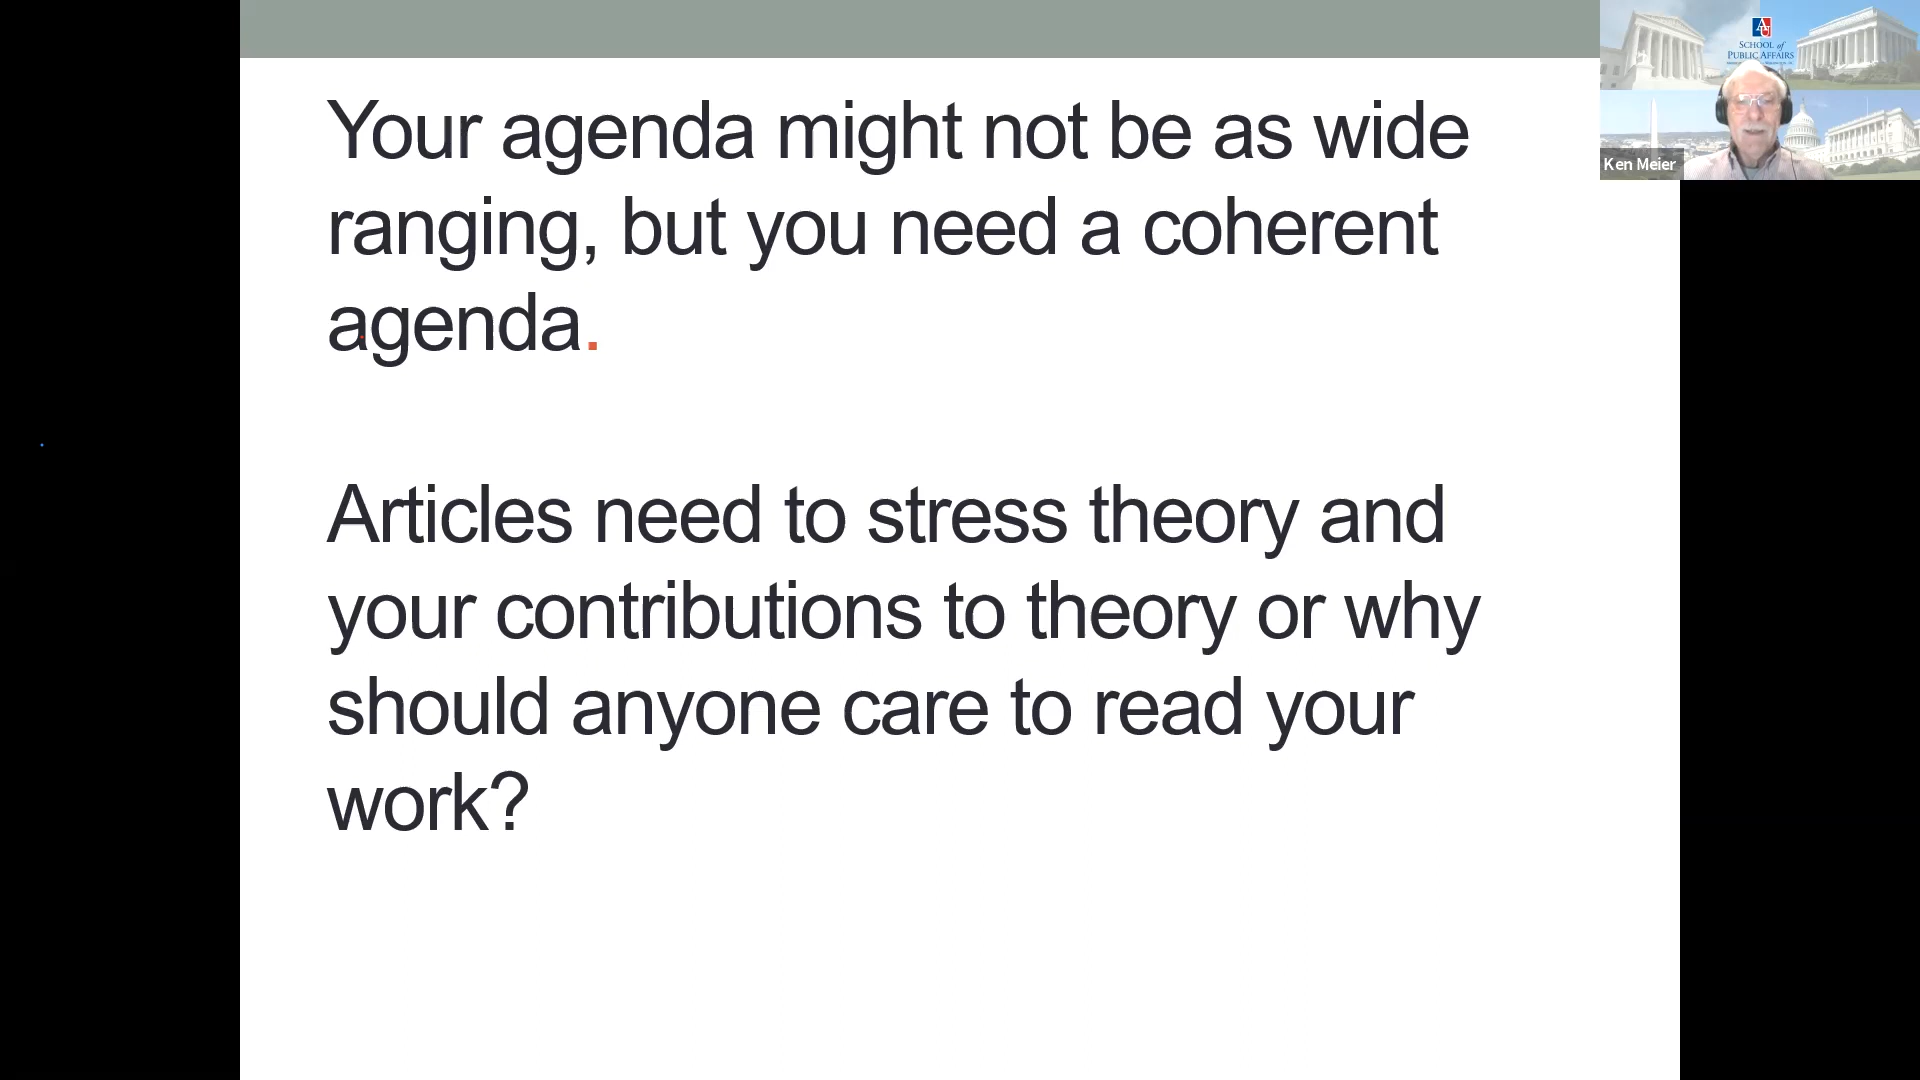 Your agenda might not be as wide
ranging, but you need a coherent
agenda.
Articles need to stress theory and
your contributions to theory or why
should anyone care to read your
work?
SCHOOL of
PUBLIC AFFAIRS
Ken Meier